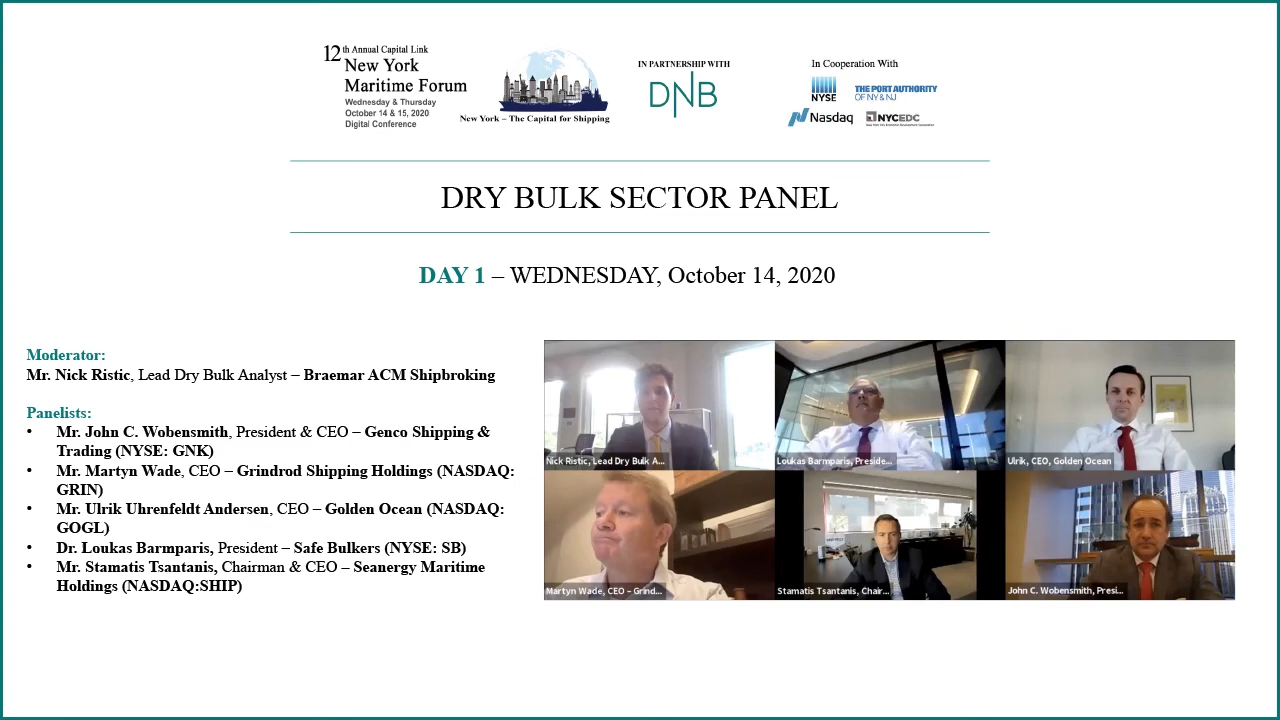 12th Annual Capital Link
New York
Maritime Forum
Wednesday & Thursday
October 14 & 15, 2020
Digital Conference
New York – The Capital for Shipping
IN PARTNERSHIP WITH
DNB
In Cooperation With
NYSE
THE PORT AUTHORITY
OF NY & NJ
Nasdaq
NYCEDC
DRY BULK SECTOR PANEL
DAY 1 – WEDNESDAY, October 14, 2020
Moderator:
Mr. Nick Ristic, Lead Dry Bulk Analyst – Braemar ACM Shipbroking
Panelists:
• Mr. John C. Wobensmith, President & CEO – Genco Shipping &
Trading (NYSE: GNK)
• Mr. Martyn Wade, CEO – Grindrod Shipping Holdings (NASDAQ:
GRIN)
• Mr. Ulrik Uhrenfeldt Andersen, CEO – Golden Ocean (NASDAQ:
GOGL)
• Dr. Loukas Barmparis, President – Safe Bulkers (NYSE: SB)
• Mr. Stamatis Tsantanis, Chairman & CEO – Seanergy Maritime
Holdings (NASDAQ:SHIP)
Nick Ristic, Lead Dry Bulk A...
Loukas Barmparis, Preside...
Ulrik, CEO, Golden Ocean
Martyn Wade, CEO – Grind...
Stamatis Tsantanis, Chair...
John C. Wobensmith, Presi...